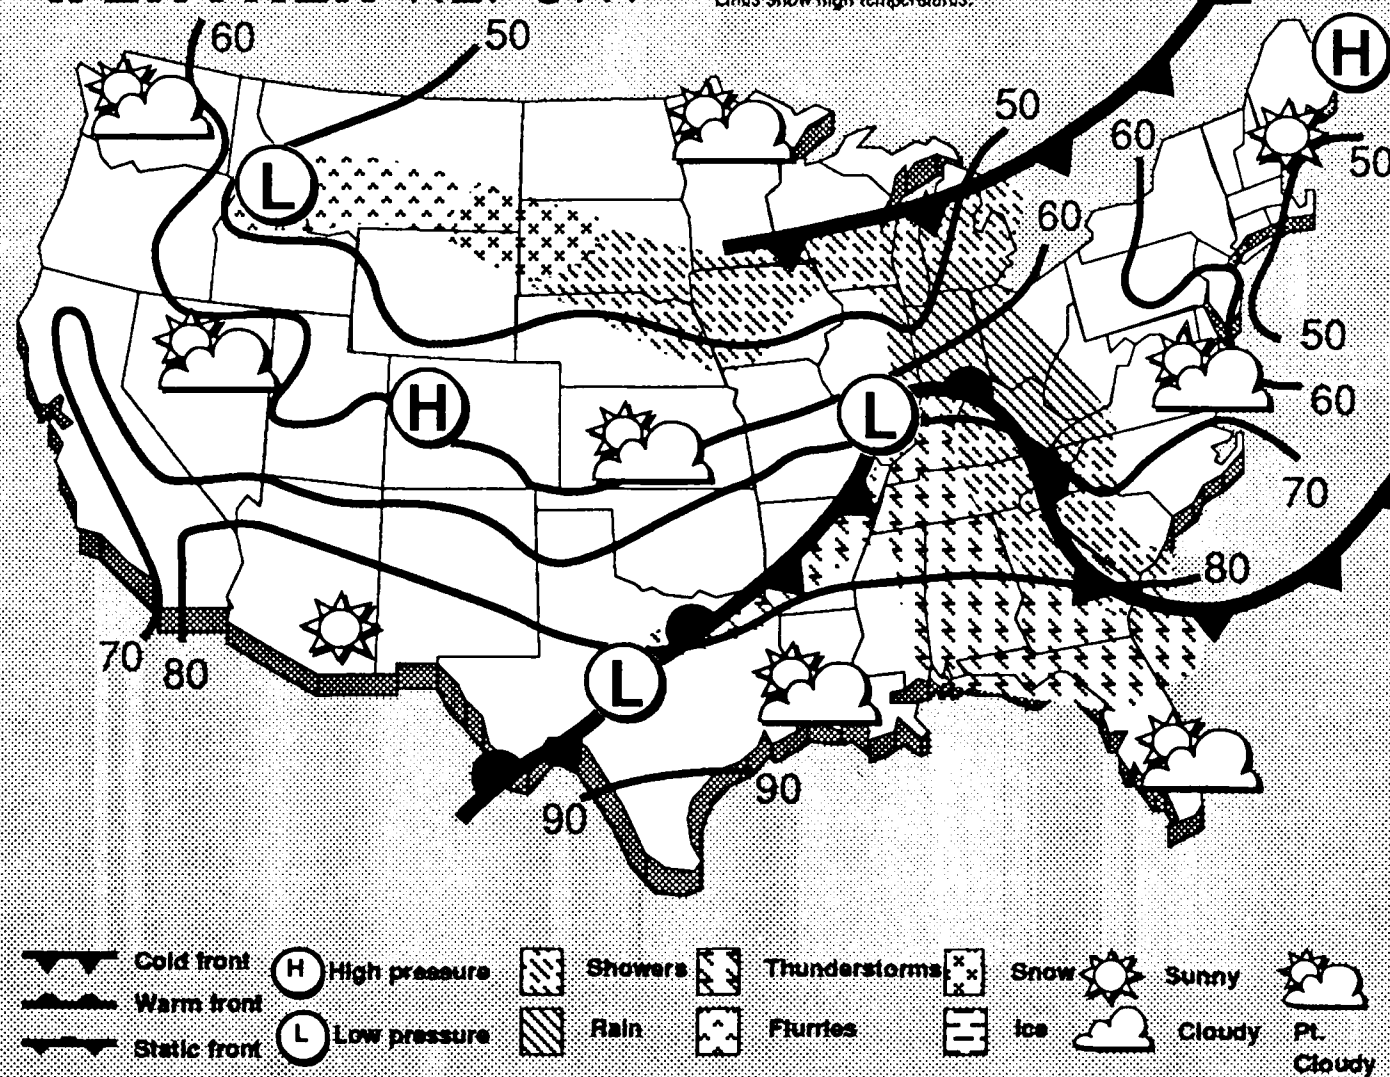 Lines show high temperatures.
60
50
H
50
60
50
L
60
50
H
60
L
70
80
70 80
L
90
90
Cold front
H High pressure
Showers
Thunderstorms
Snow
Sunny
Warm front
Static front
L Low pressure
Rain
Flurries
Ice
Cloudy
Pt.
Cloudy